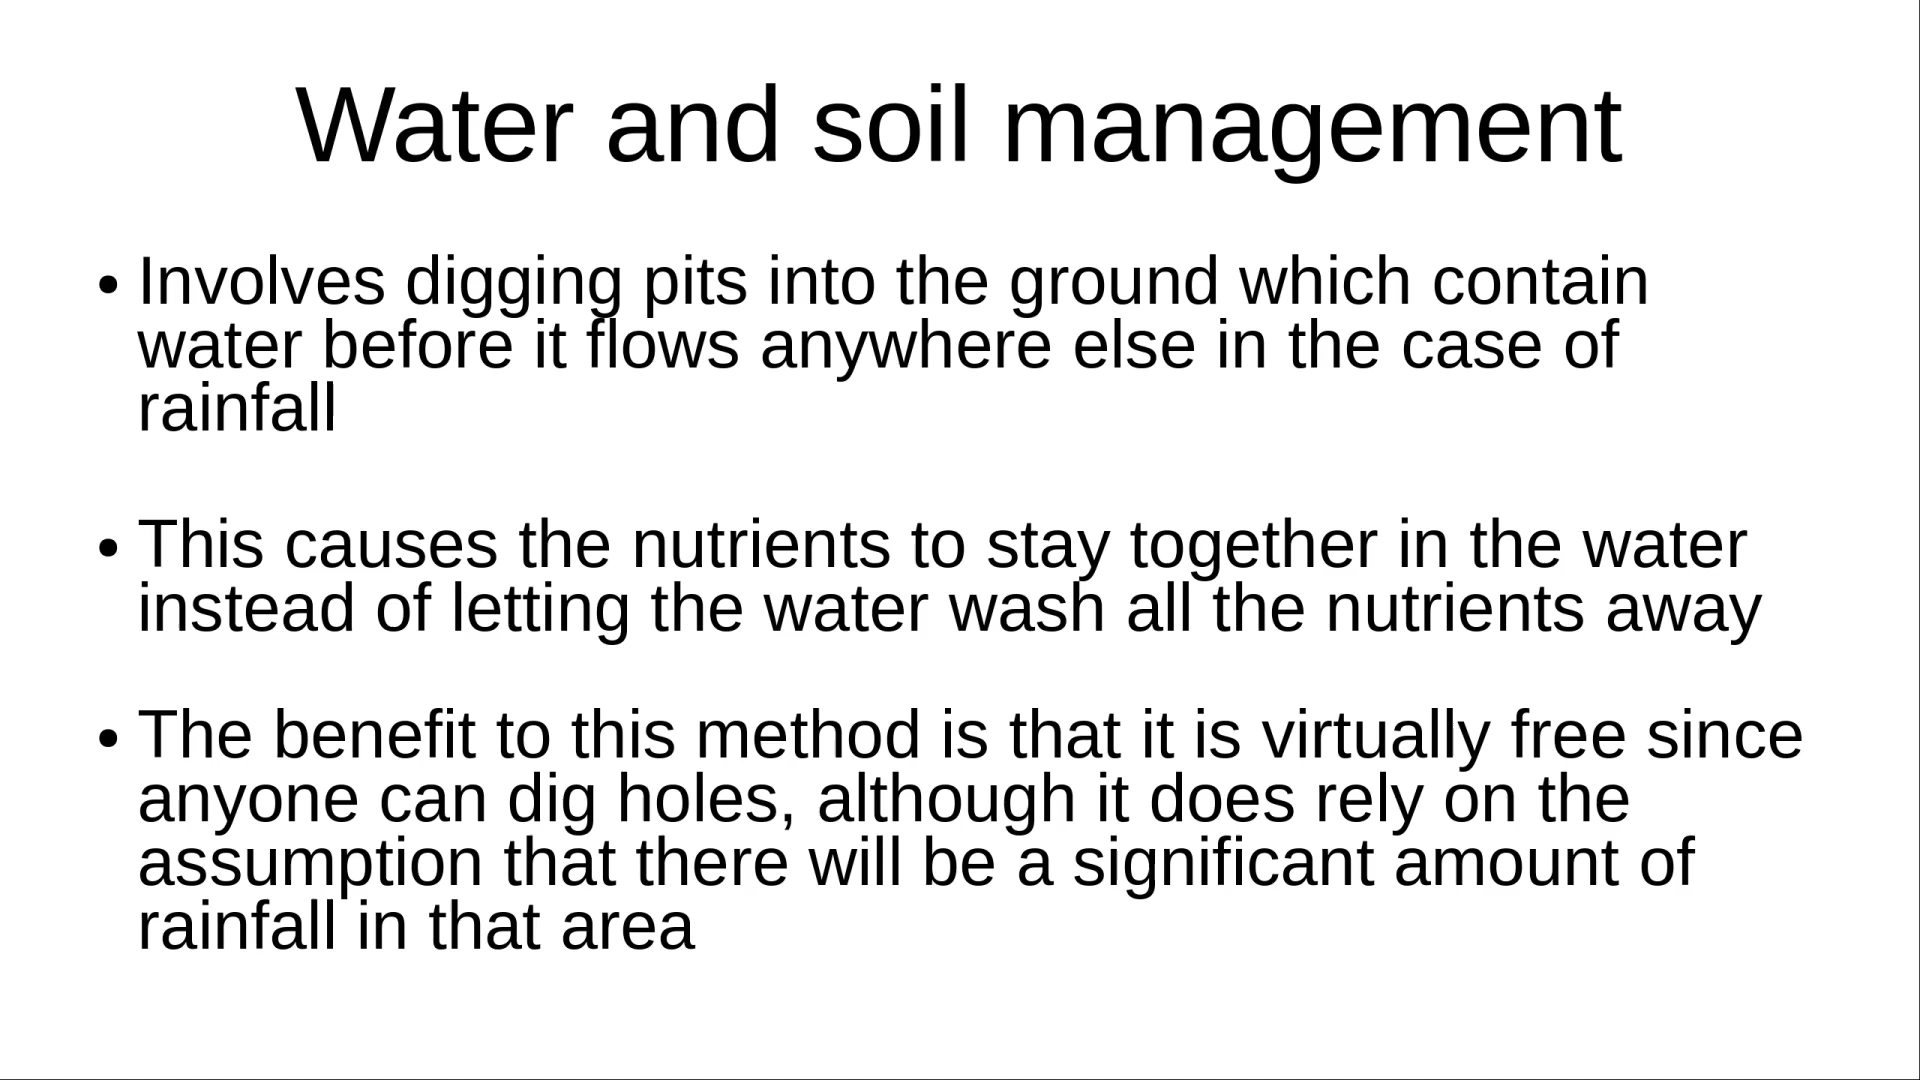 Water and soil management
• Involves digging pits into the ground which contain
water before it flows anywhere else in the case of
rainfall
• This causes the nutrients to stay together in the water
instead of letting the water wash all the nutrients away
• The benefit to this method is that it is virtually free since
anyone can dig holes, although it does rely on the
assumption that there will be a significant amount of
rainfall in that area